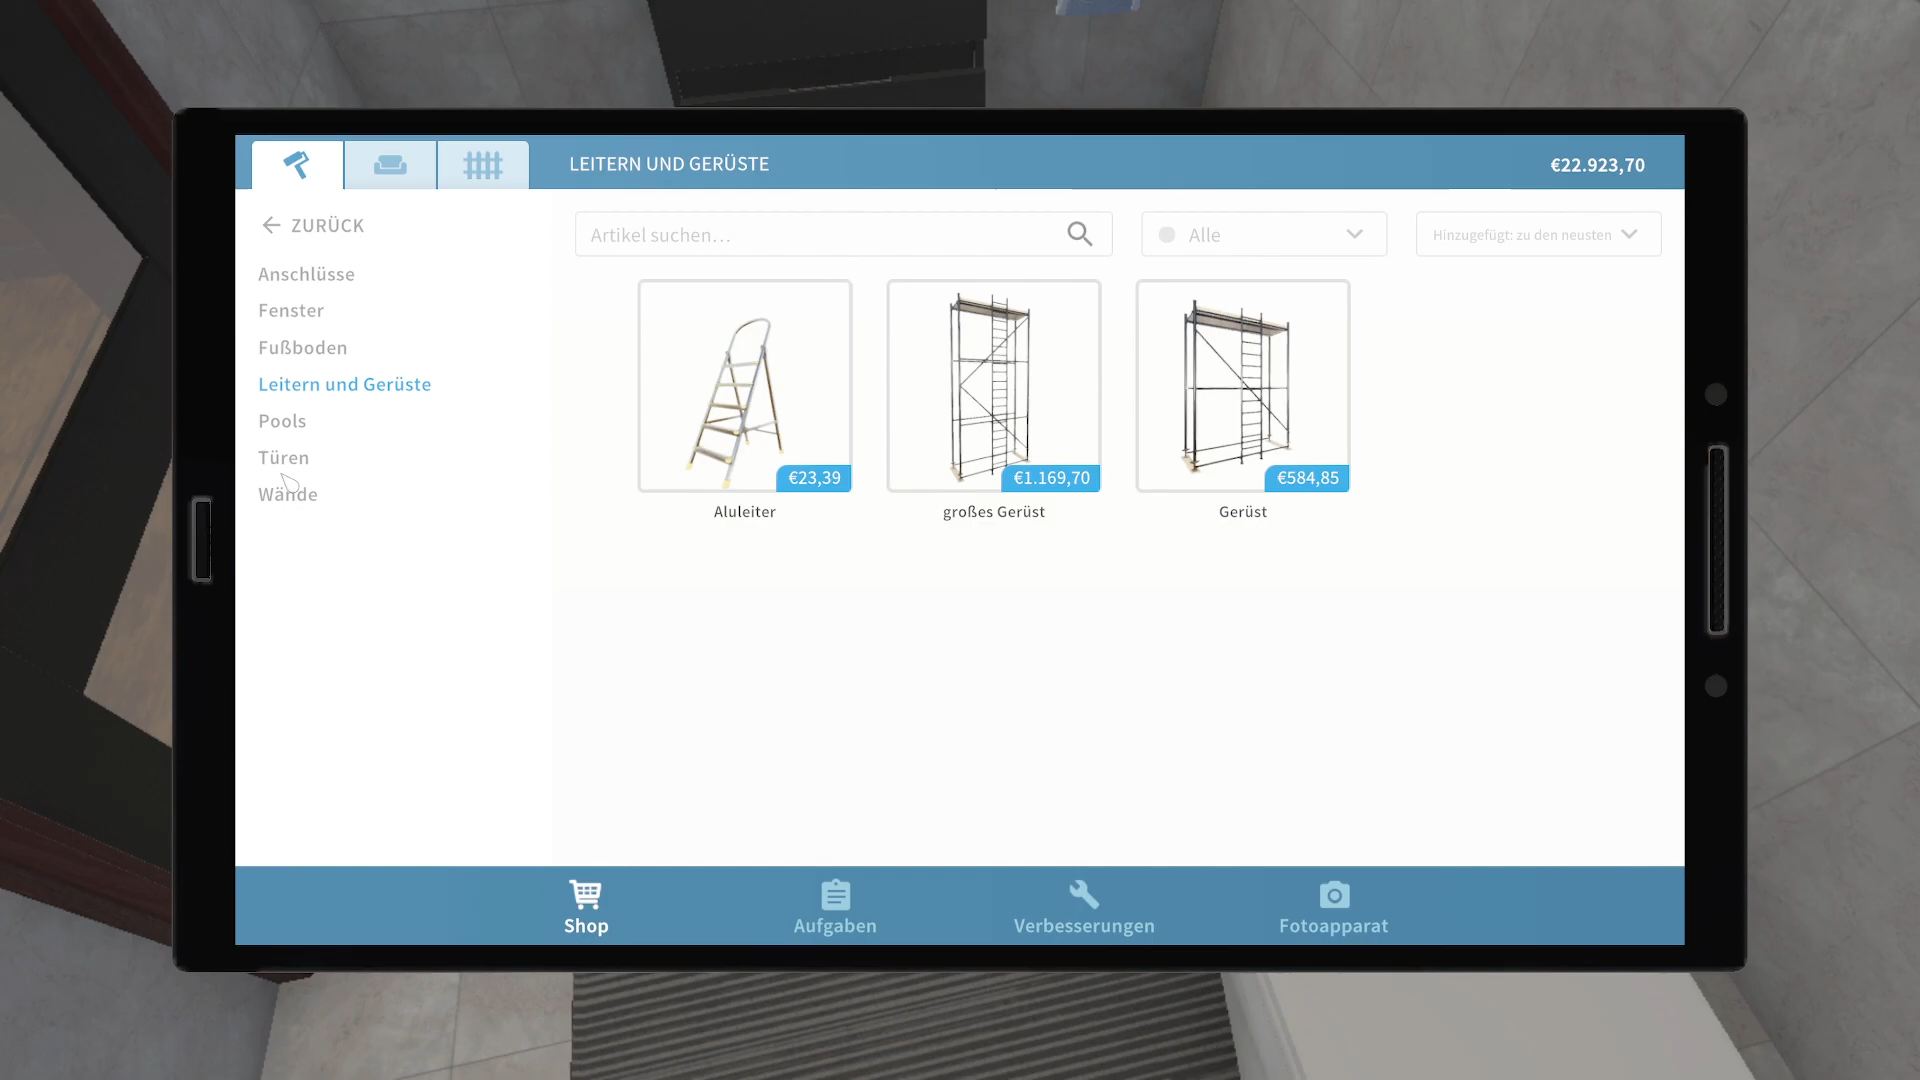 LEITERN UND GERÜSTE
€22.923,70
ZURÜCK
Anschlüsse
Fenster
Fußboden
Leitern und Gerüste
Pools
Türen
Wände
Artikel suchen...
Alle
Hinzugefügt: zu den neusten
€23,39
€1.169,70
€584,85
Aluleiter
großes Gerüst
Gerüst
Shop
Aufgaben
Verbesserungen
Fotoapparat